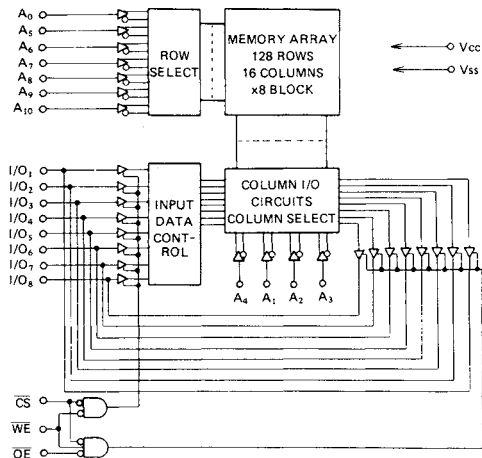 A0
A5
A6
A7
A8
A9
A10
ROW
SELECT
MEMORY ARRAY
128 ROWS
16 COLUMNS
x8 BLOCK
Vcc
Vss
I/O1
I/O2
I/O3
I/O4
I/O5
I/O6
I/O7
I/O8
INPUT
DATA
CONT-
ROL
COLUMN I/O
CIRCUITS
COLUMN SELECT
A4 A1 A2 A3
CS
WE
OE